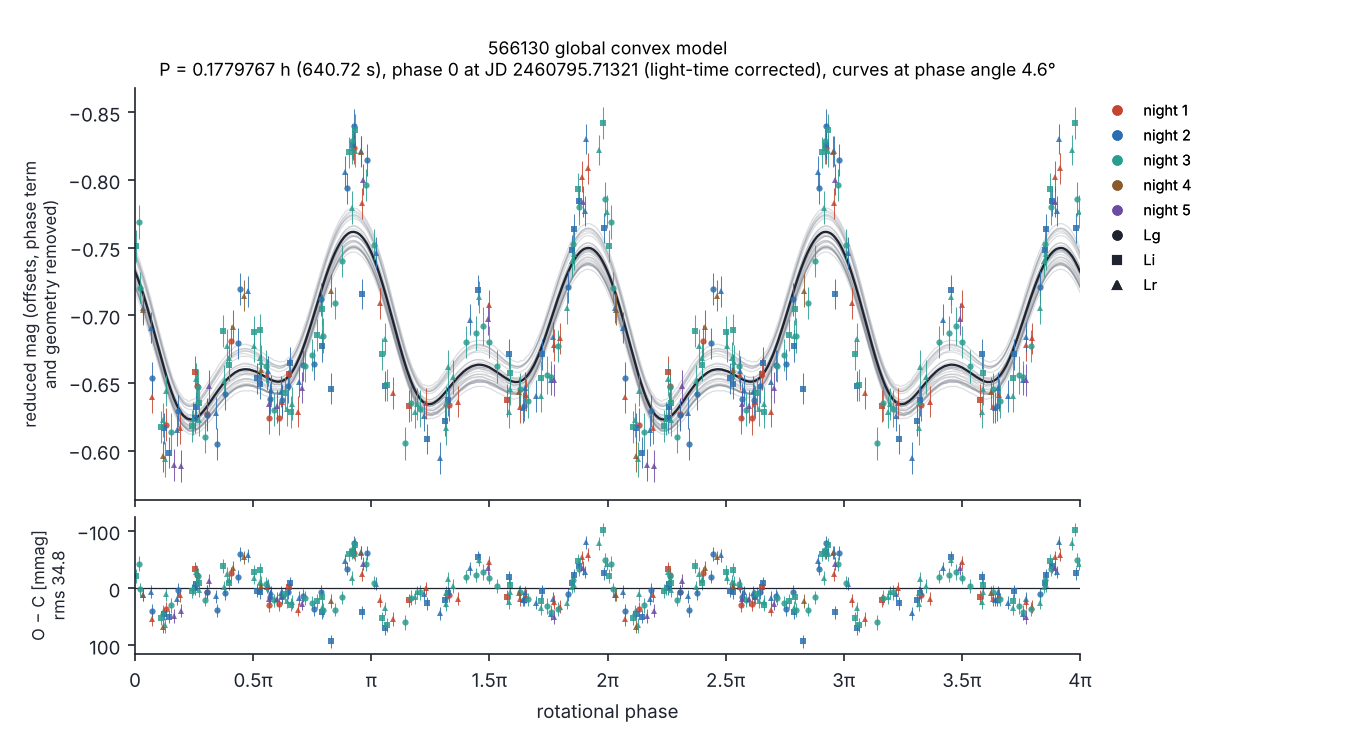 566130 global convex model
P = 0.1779767 h (640.72 s), phase 0 at JD 2460795.71321 (light-time corrected), curves at phase angle 4.6°
reduced mag (offsets, phase term
and geometry removed)
−0.85
−0.80
−0.75
−0.70
−0.65
−0.60
night 1
night 2
night 3
night 4
night 5
Lg
Li
Lr
O − C [mmag]
rms 34.8
−100
0
100
0
0.5π
π
1.5π
2π
2.5π
3π
3.5π
4π
rotational phase